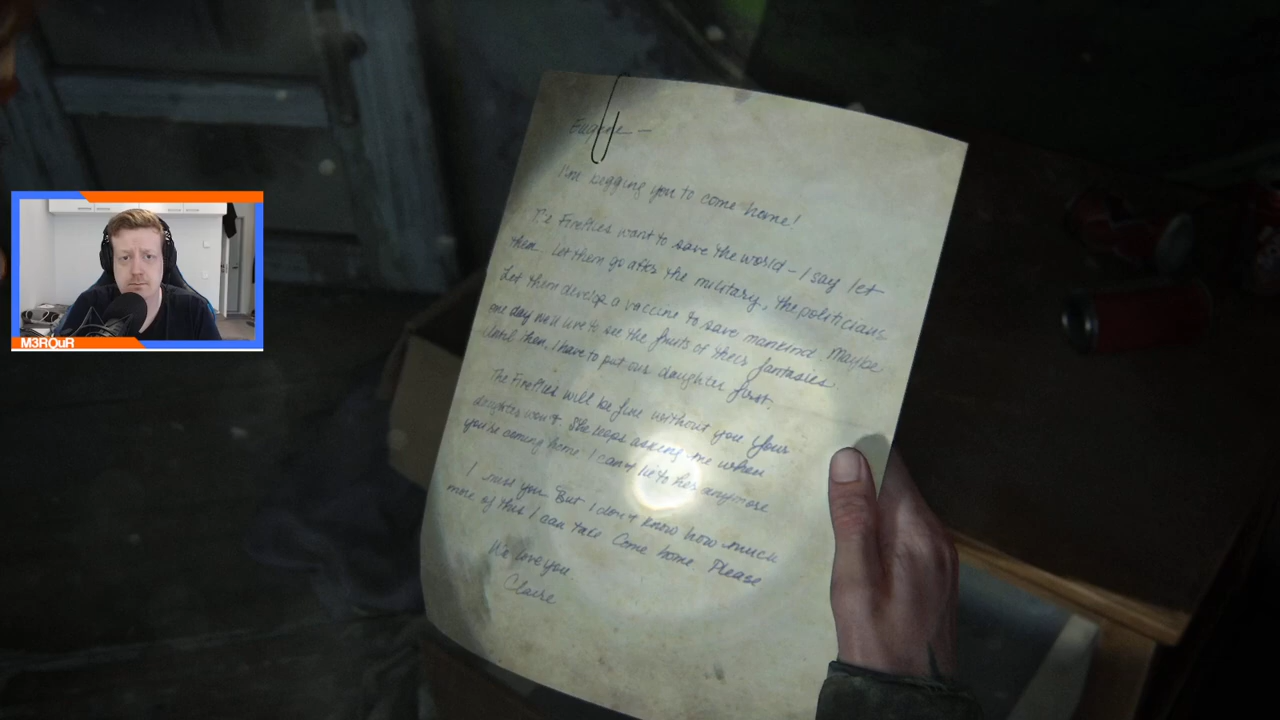 M3ROuR
Eugene —
I'm begging you to come home!
The Fireflies want to save the world - I say let
them. Let them go after the military, the politicians.
Let them develop a vaccine to save mankind. Maybe
one day we'll live to see the fruits of their fantasies.
Until then, I have to put our daughter first.
The Fireflies will be fine without you. Your
daughter won't. She keeps asking me when
you're coming home. I can't lie to her anymore
I miss you. But I don't know how much
more of this I can take. Come home. Please
We love you
Claire